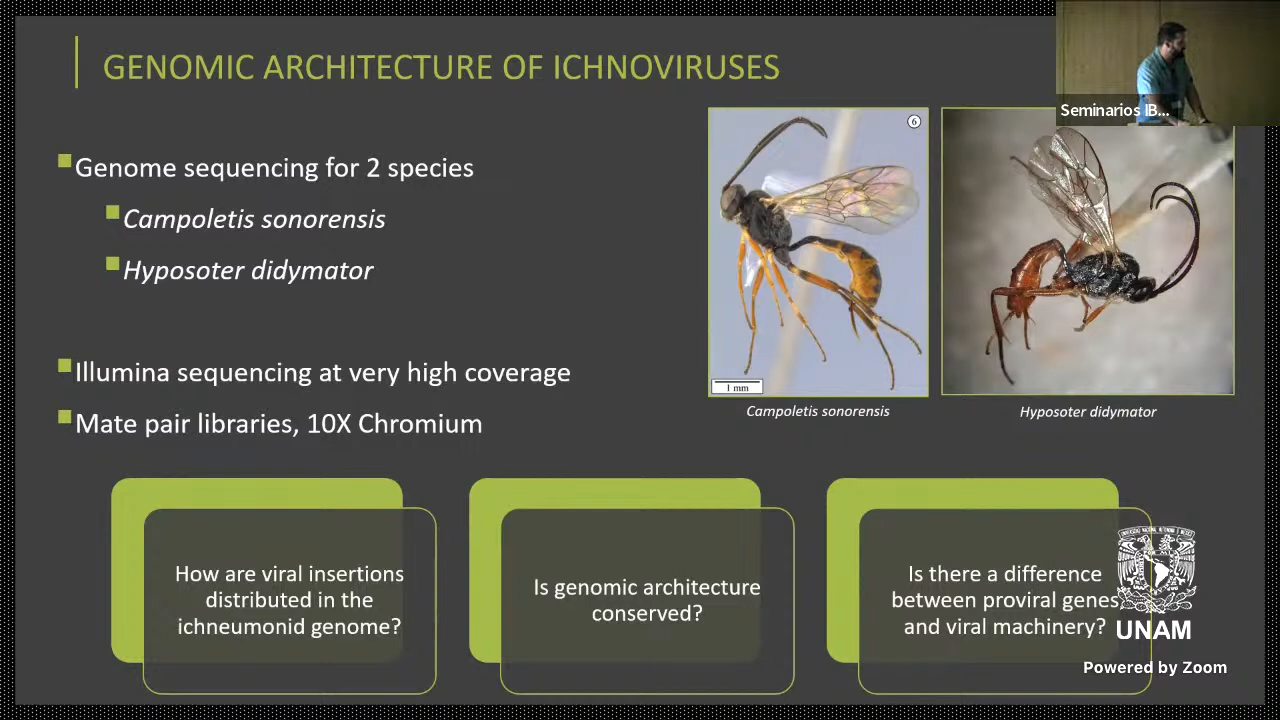 GENOMIC ARCHITECTURE OF ICHNOVIRUSES
Seminarios IB...
Genome sequencing for 2 species
Campoletis sonorensis
Hyposoter didymator
Illumina sequencing at very high coverage
Mate pair libraries, 10X Chromium
6
1 mm
Campoletis sonorensis
Hyposoter didymator
How are viral insertions
distributed in the
ichneumonid genome?
Is genomic architecture
conserved?
Is there a difference
between proviral genes
and viral machinery?
UNAM
Powered by Zoom